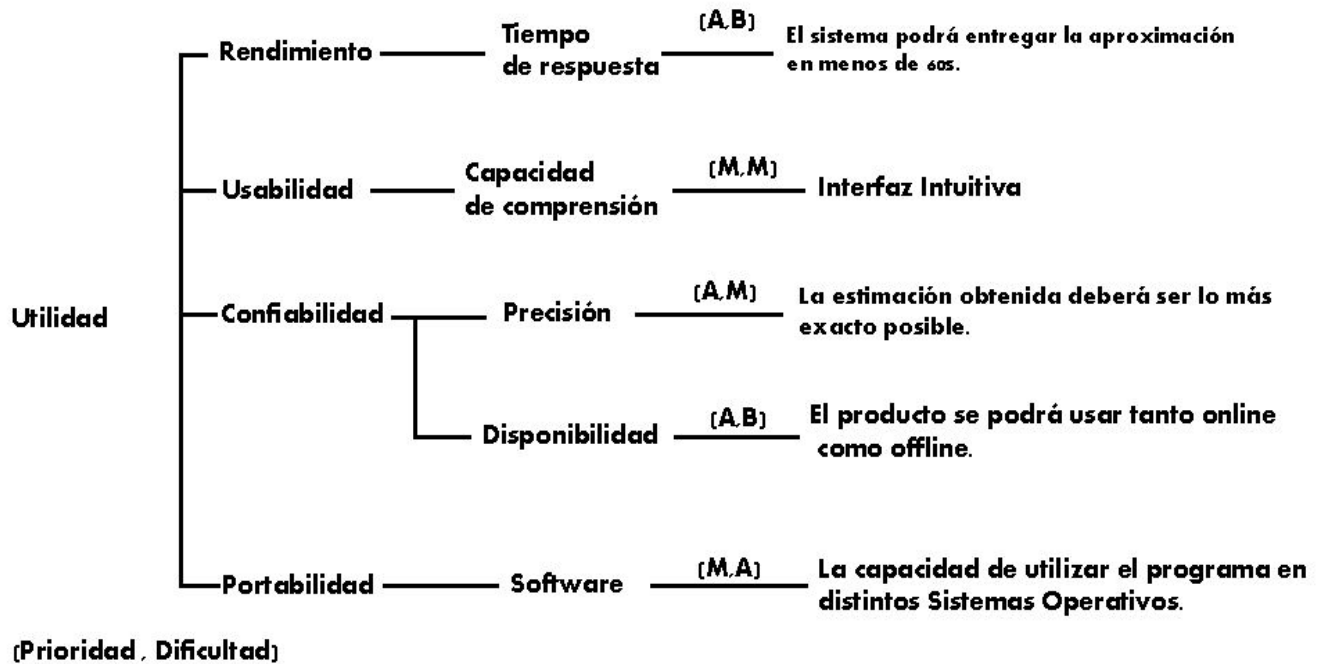 Rendimiento
Tiempo
de respuesta
(A,B)
El sistema podrá entregar la aproximación
en menos de 60s.
Usabilidad
Capacidad
de comprensión
(M,M)
Interfaz Intuitiva
Utilidad
Confiabilidad
Precisión
(A,M)
La estimación obtenida deberá ser lo más
exacto posible.
Disponibilidad
(A,B)
El producto se podrá usar tanto online
como offline.
Portabilidad
Software
(M,A)
La capacidad de utilizar el programa en
distintos Sistemas Operativos.
(Prioridad , Dificultad)